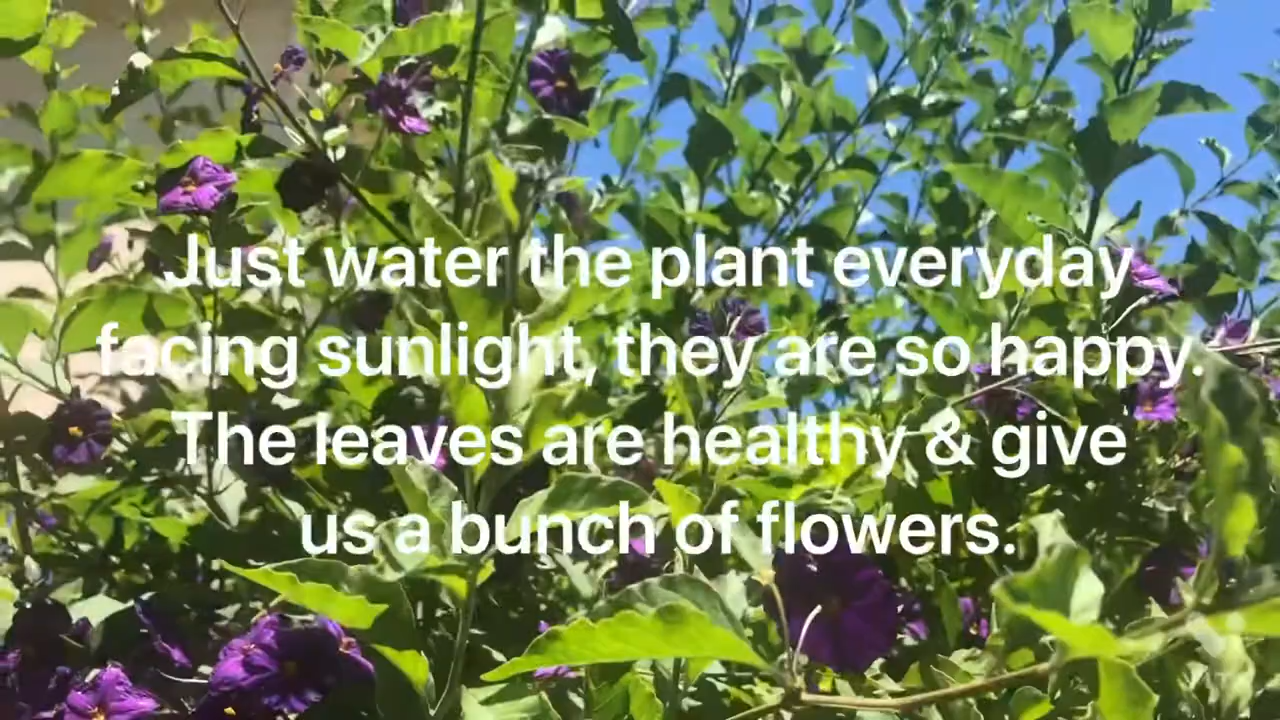 Just water the plant everyday
facing sunlight, they are so happy.
The leaves are healthy & give
us a bunch of flowers.